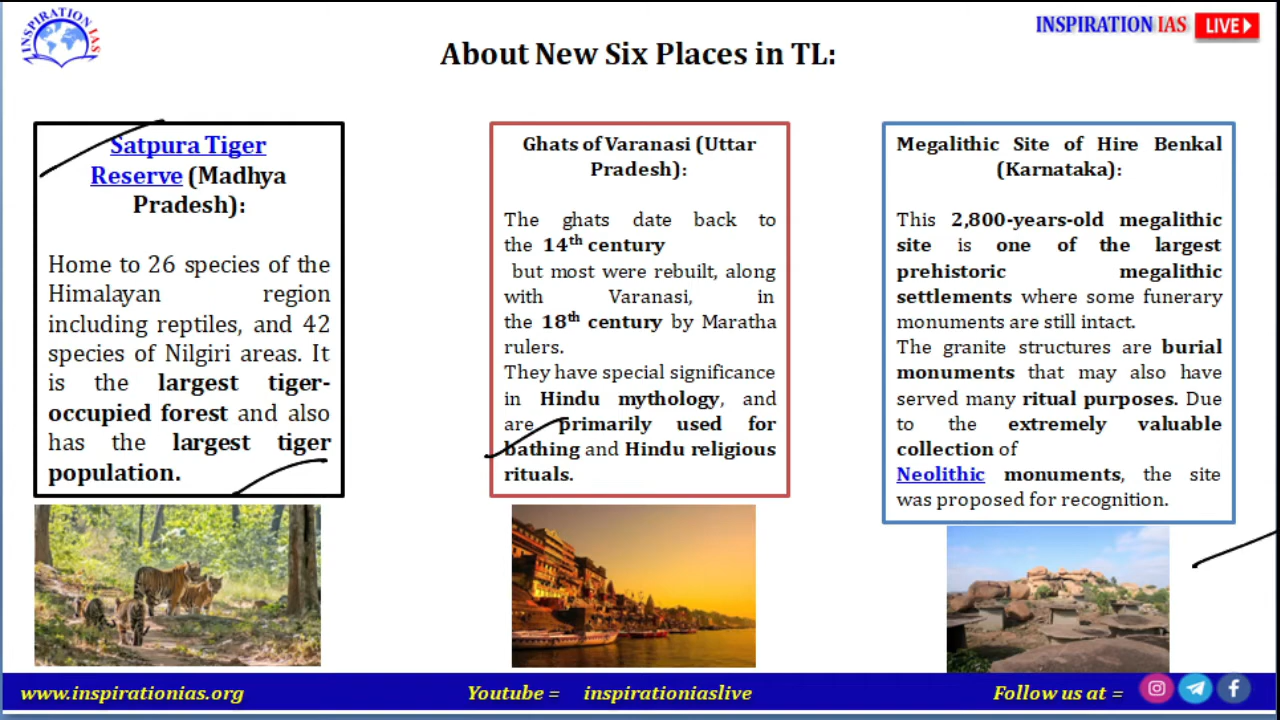 INSPIRATION IAS
INSPIRATION IAS LIVE
About New Six Places in TL:
Satpura Tiger
Reserve (Madhya
Pradesh):
Home to 26 species of the
Himalayan region
including reptiles, and 42
species of Nilgiri areas. It
is the largest tiger-
occupied forest and also
has the largest tiger
population.
Ghats of Varanasi (Uttar
Pradesh):
The ghats date back to
the 14th century
but most were rebuilt, along
with Varanasi, in
the 18th century by Maratha
rulers.
They have special significance
in Hindu mythology, and
are primarily used for
bathing and Hindu religious
rituals.
Megalithic Site of Hire Benkal
(Karnataka):
This 2,800-years-old megalithic
site is one of the largest
prehistoric megalithic
settlements where some funerary
monuments are still intact.
The granite structures are burial
monuments that may also have
served many ritual purposes. Due
to the extremely valuable
collection of
Neolithic monuments, the site
was proposed for recognition.
www.inspirationias.org
Youtube = inspirationiaslive
Follow us at =